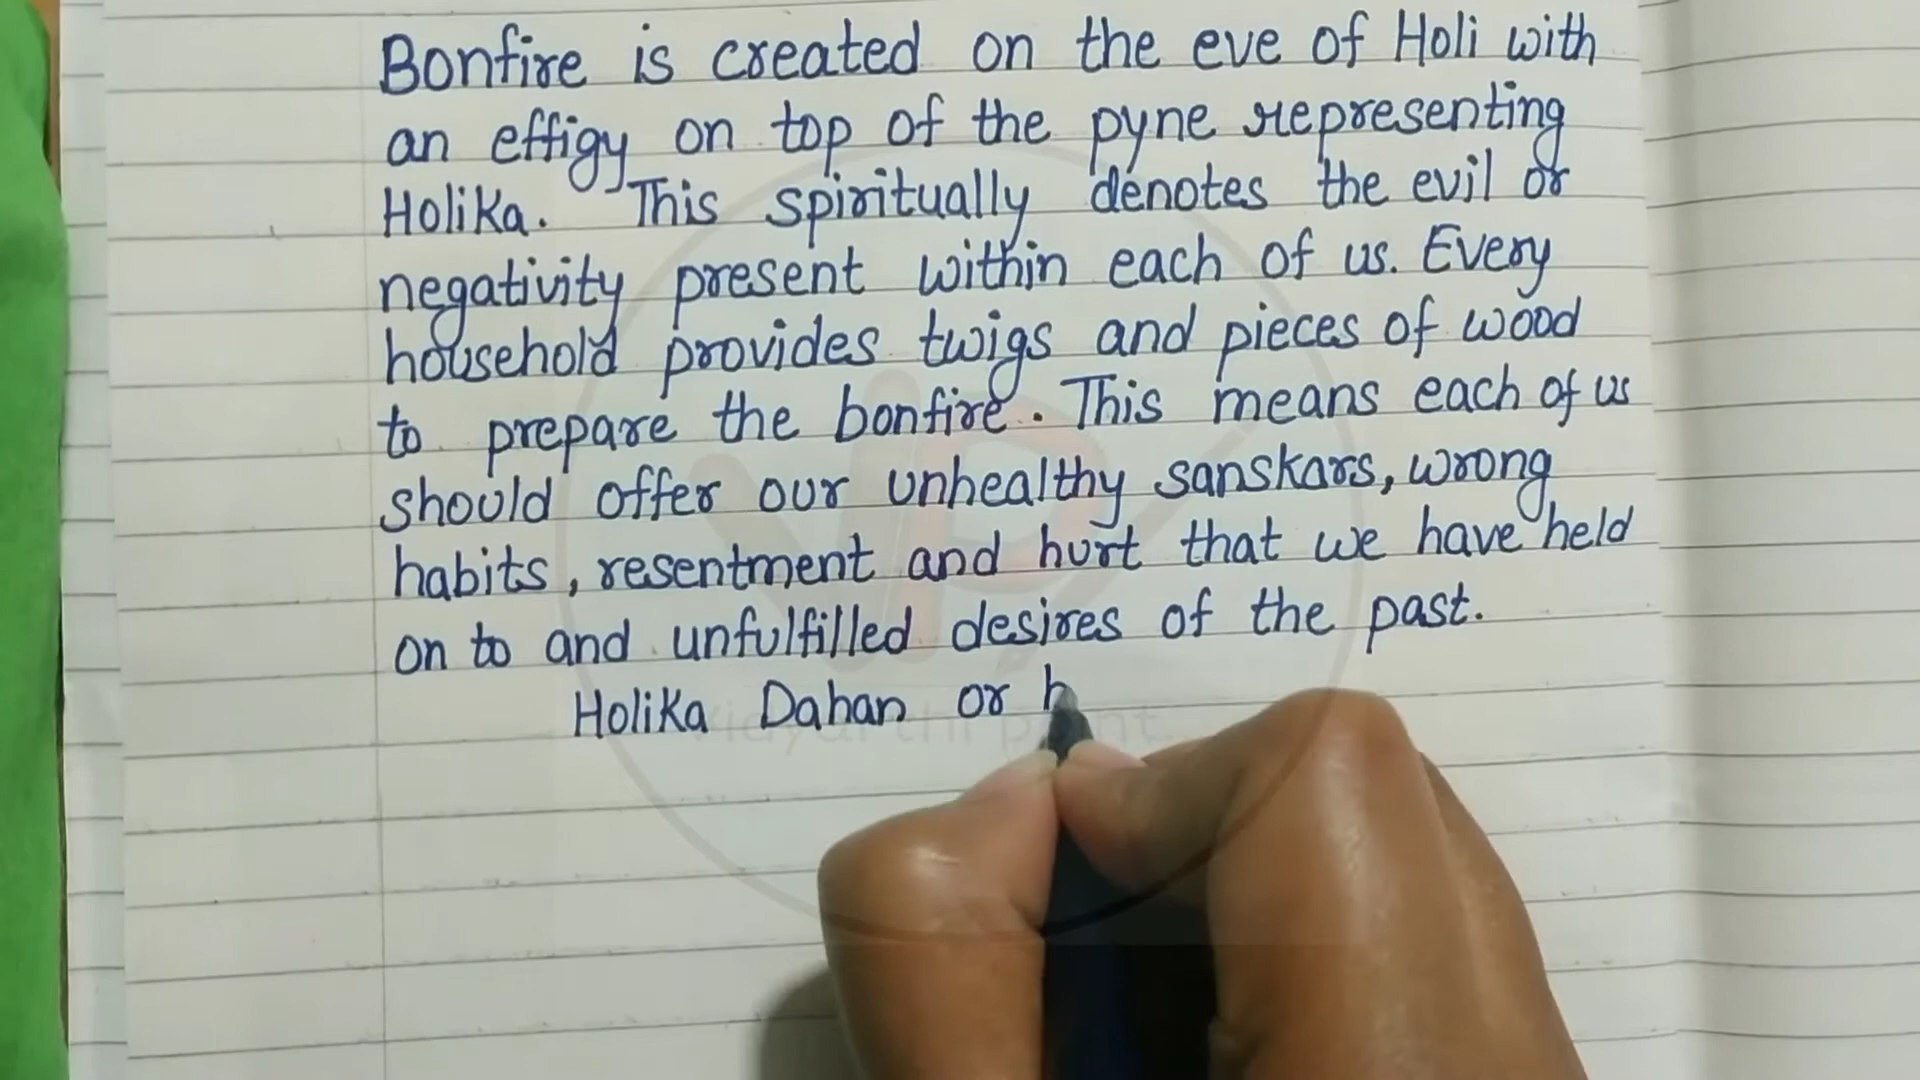 Bonfire is created on the eve of Holi with
an effigy on top of the pyne representing
Holika. This spiritually denotes the evil or
negativity present within each of us. Every
household provides twigs and pieces of wood
to prepare the bonfire. This means each of us
should offer our unhealthy sanskars, wrong
habits, resentment and hurt that we have held
on to and unfulfilled desires of the past.
Holika Dahan or
Vidyarthi point